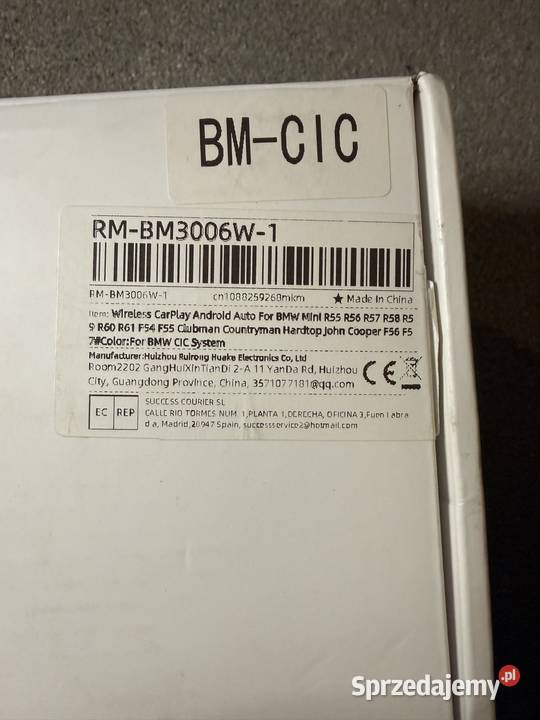 BM-CIC
RM-BM3006W-1
RM-BM3006W-1 cn1088259268mkm ★ Made In China
Item: Wireless CarPlay Android Auto For BMW Mini R55 R56 R57 R58 R5
9 R60 R61 F54 F55 Clubman Countryman Hardtop John Cooper F56 F5
7#Color:For BMW CIC System
Manufacturer:Huizhou Ruirong Huake Electronics Co, Ltd
Room2202 GangHuiXinTianDi 2-A 11 YanDa Rd, Huizhou
City, Guangdong Province, China, 3571077181@qq.com
CE
EC REP
SUCCESS COURIER SL
CALLE RIO TORMES NUM. 1,PLANTA 1,DERECHA, OFICINA 3,Fuen Labra
d a, Madrid,28947 Spain, successservice2@hotmail.com
Sprzedajemy.pl